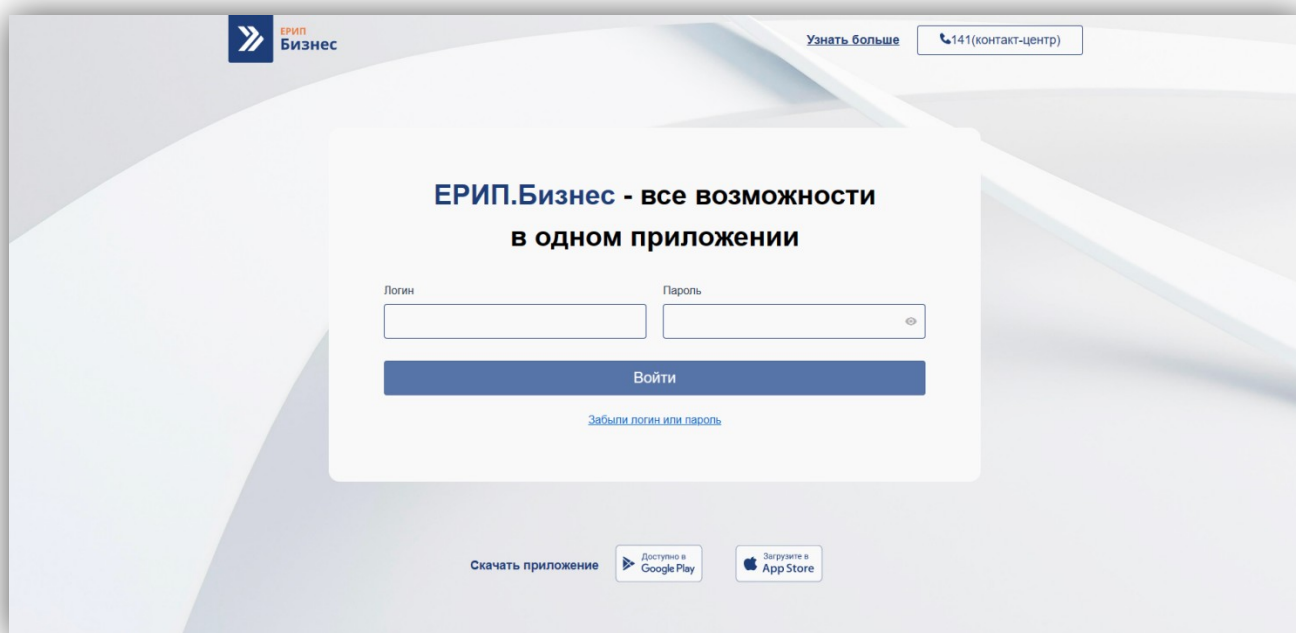 ЕРИП
Бизнес
Узнать больше
141(контакт-центр)
ЕРИП.Бизнес - все возможности
в одном приложении
Логин
Пароль
Войти
Забыли логин или пароль
Скачать приложение
Доступно в
Google Play
Загрузите в
App Store